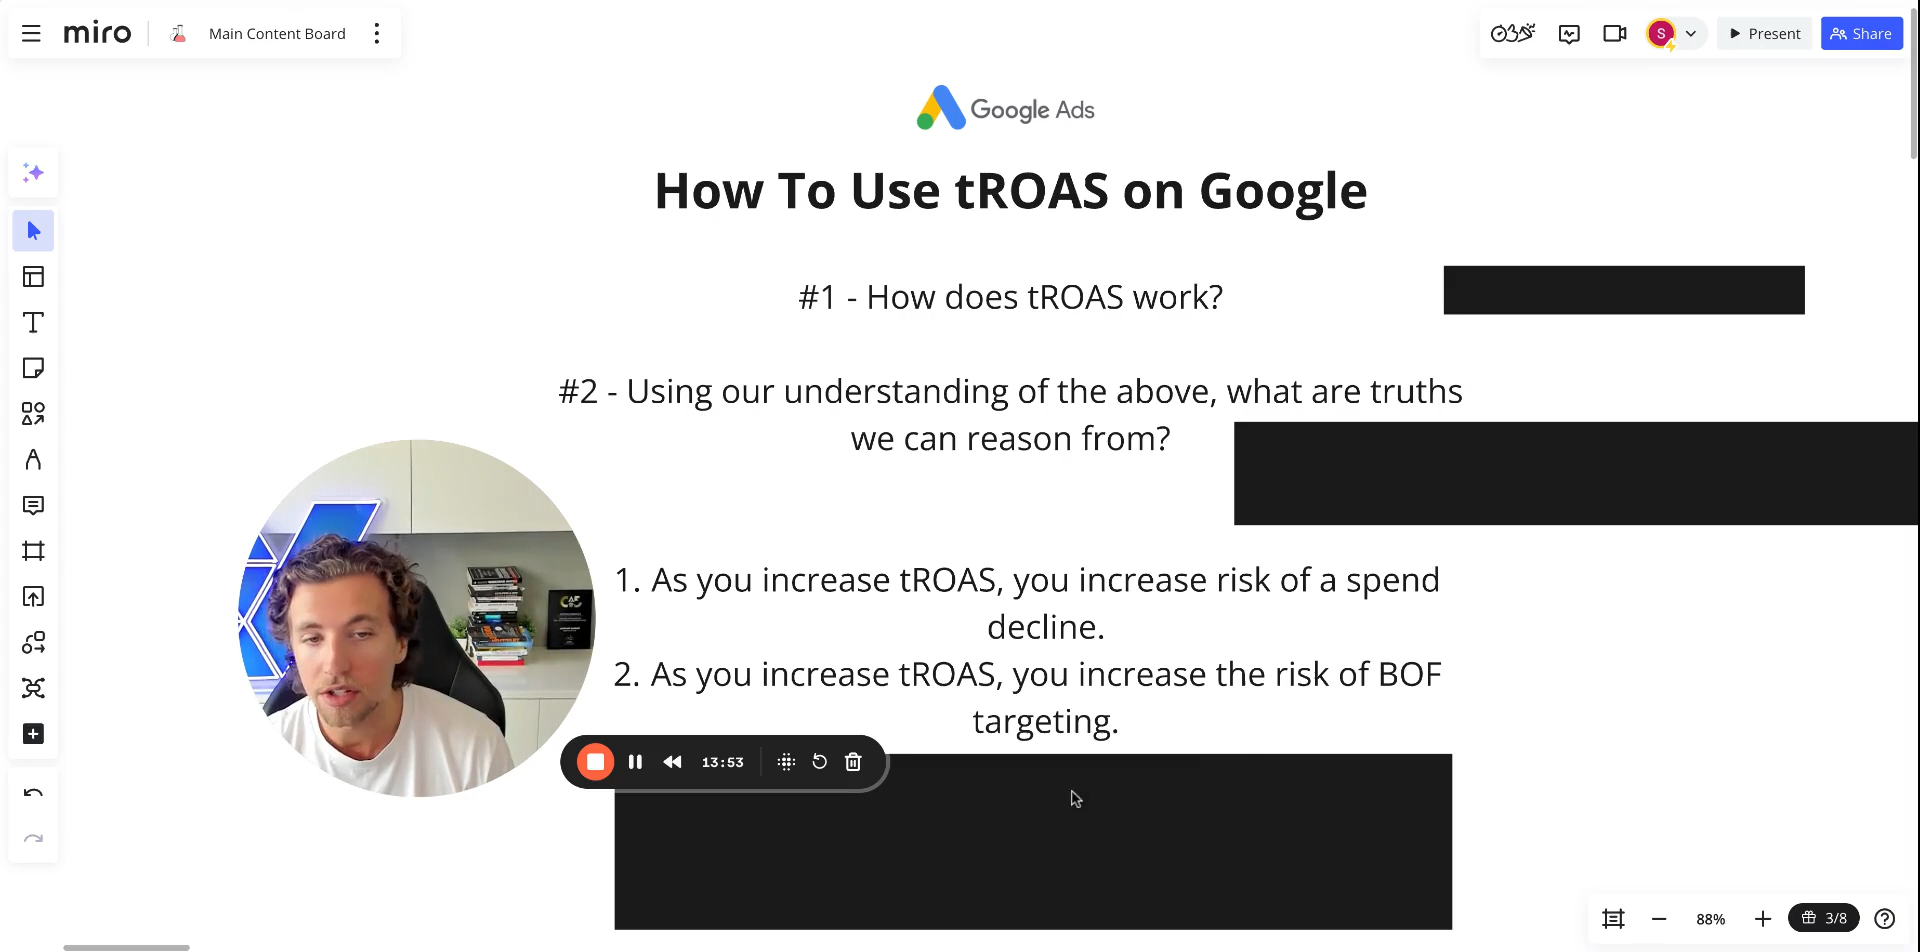 miro
Main Content Board
S
Present
Share
Google Ads
How To Use tROAS on Google
#1 - How does tROAS work?
#2 - Using our understanding of the above, what are truths
we can reason from?
1. As you increase tROAS, you increase risk of a spend
decline.
2. As you increase tROAS, you increase the risk of BOF
targeting.
13:53
88%
3/8